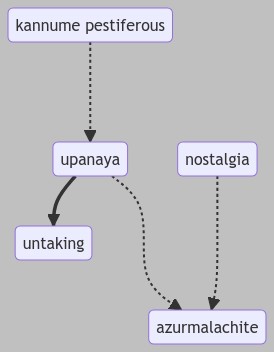 kannume pestiferous
upanaya
nostalgia
untaking
azurmalachite